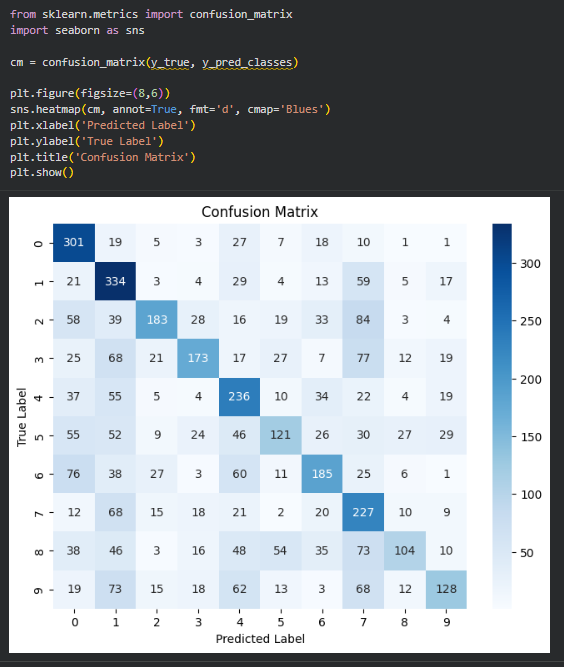 from sklearn.metrics import confusion_matrix
import seaborn as sns
cm = confusion_matrix(y_true, y_pred_classes)
plt.figure(figsize=(8,6))
sns.heatmap(cm, annot=True, fmt='d', cmap='Blues')
plt.xlabel('Predicted Label')
plt.ylabel('True Label')
plt.title('Confusion Matrix')
plt.show()
Confusion Matrix
0 301 19 5 3 27 7 18 10 1 1
1 21 334 3 4 29 4 13 59 5 17
2 58 39 183 28 16 19 33 84 3 4
3 25 68 21 173 17 27 7 77 12 19
4 37 55 5 4 236 10 34 22 4 19
5 55 52 9 24 46 121 26 30 27 29
6 76 38 27 3 60 11 185 25 6 1
7 12 68 15 18 21 2 20 227 10 9
8 38 46 3 16 48 54 35 73 104 10
9 19 73 15 18 62 13 3 68 12 128
0 1 2 3 4 5 6 7 8 9
Predicted Label
True Label
300
250
200
150
100
50